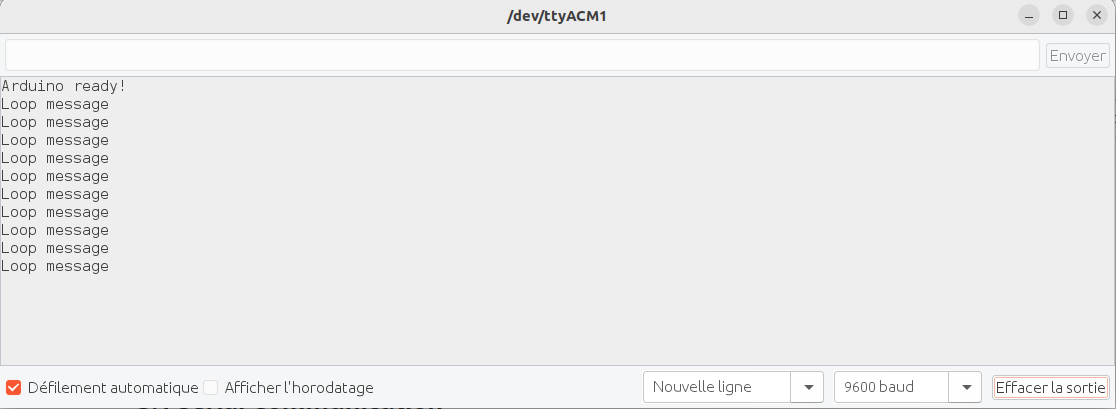 /dev/ttyACM1
Envoyer
Arduino ready!
Loop message
Loop message
Loop message
Loop message
Loop message
Loop message
Loop message
Loop message
Loop message
Loop message
Défilement automatique Afficher l'horodatage Nouvelle ligne 9600 baud Effacer la sortie